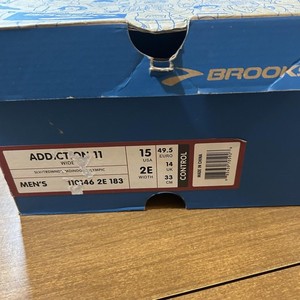 BROOKS
ADDICTION 11
WIDE
MEN'S
110146 2E 183
15
USA
2E
WIDTH
49.5
EURO
14
UK
33
CM
CONTROL
MADE IN CHINA